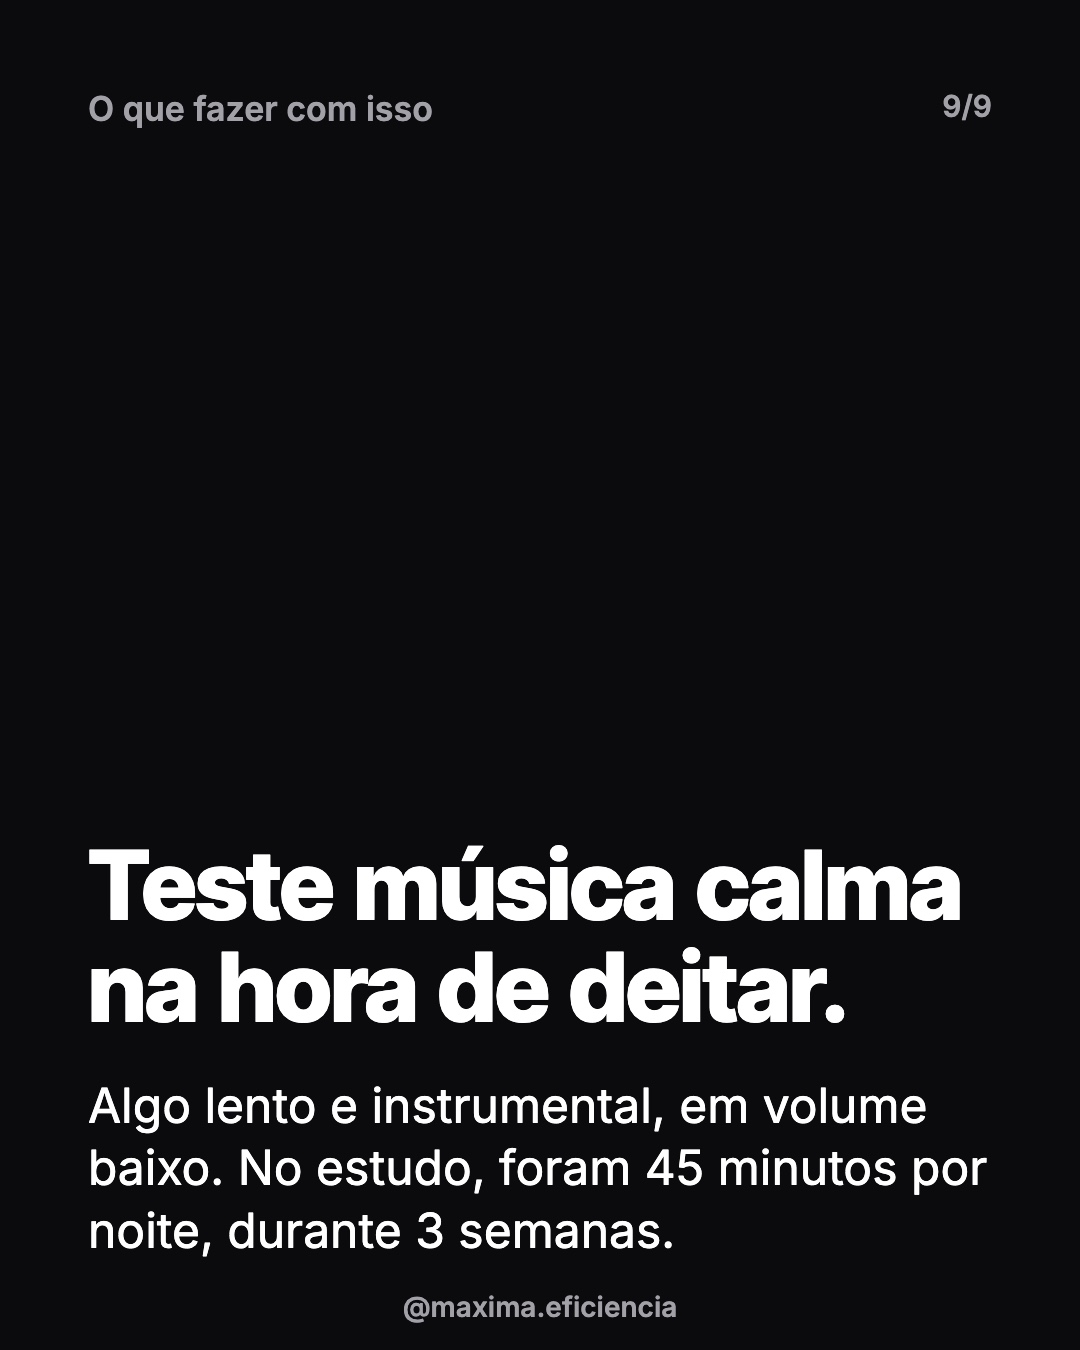 O que fazer com isso
9/9
Teste música calma
na hora de deitar.
Algo lento e instrumental, em volume
baixo. No estudo, foram 45 minutos por
noite, durante 3 semanas.
@maxima.eficiencia